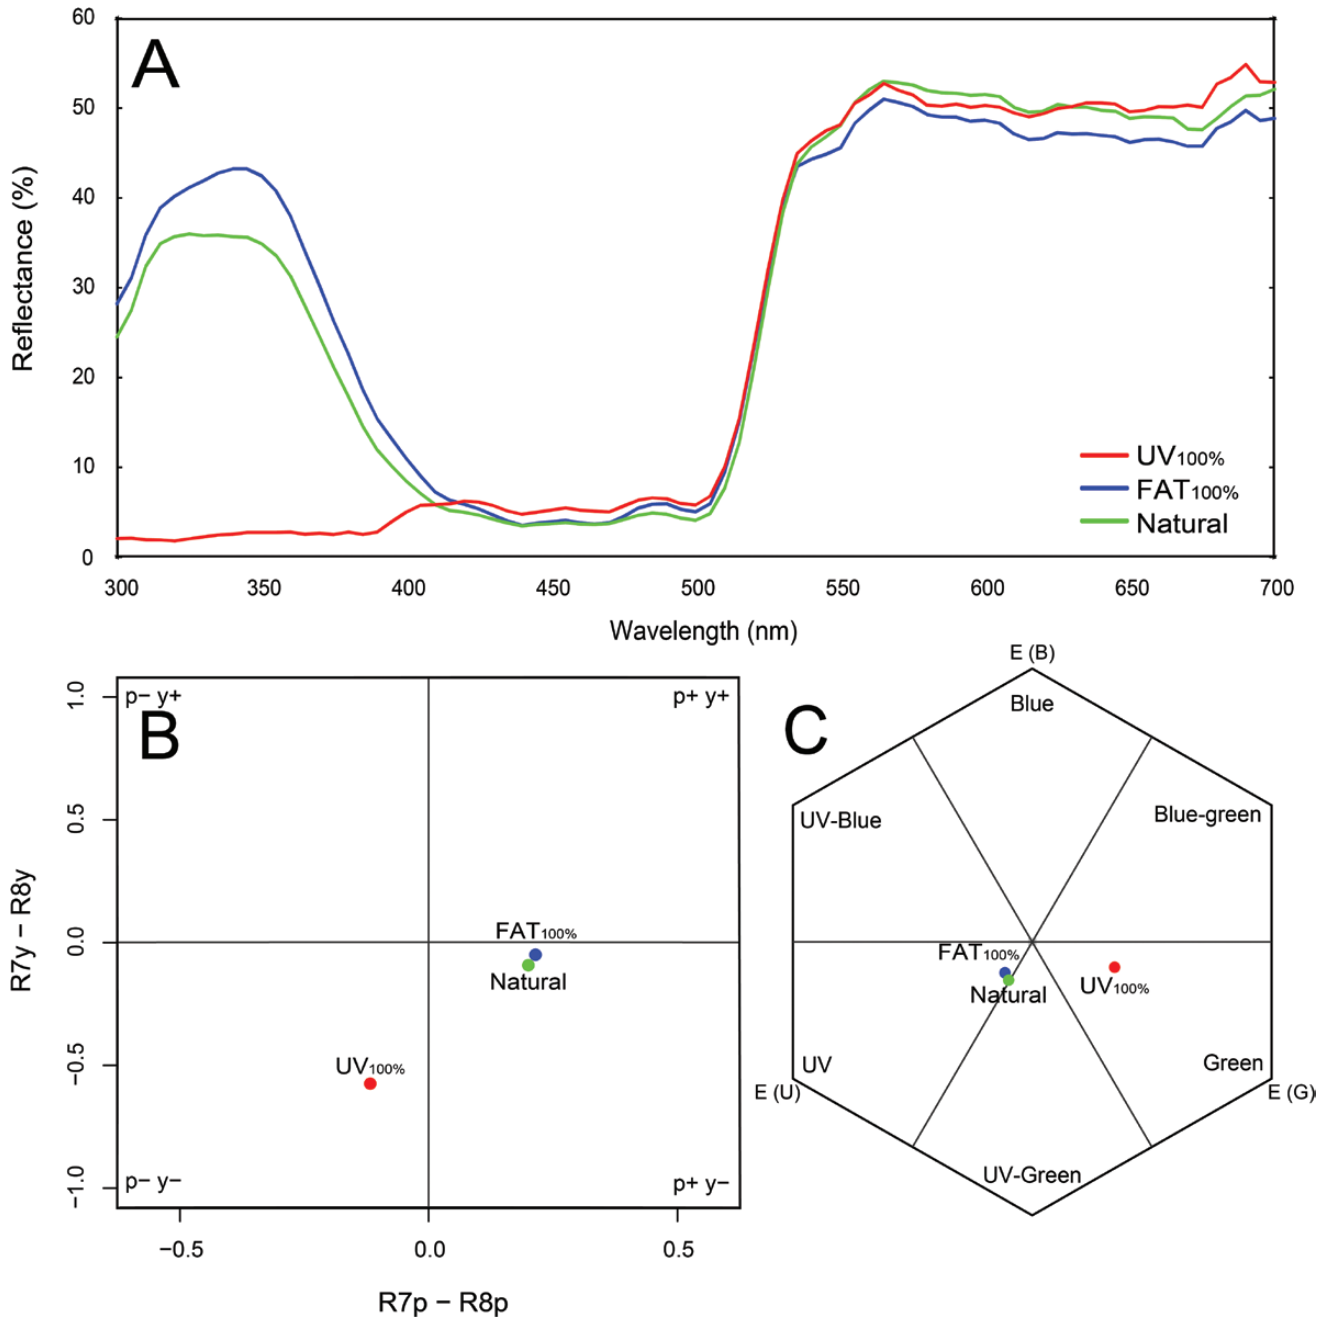 A
60
50
40
30
20
10
0
Reflectance (%)
UV100%
FAT100%
Natural
300 350 400 450 500 550 600 650 700
Wavelength (nm)
B
p− y+ p+ y+
1.0
0.5
0.0
−0.5
−1.0
R7y − R8y
FAT100%
Natural
UV100%
p− y− p+ y−
−0.5 0.0 0.5
R7p − R8p
C
E (B)
Blue
UV-Blue
Blue-green
FAT100%
Natural
UV100%
UV
Green
E (U)
E (G)
UV-Green